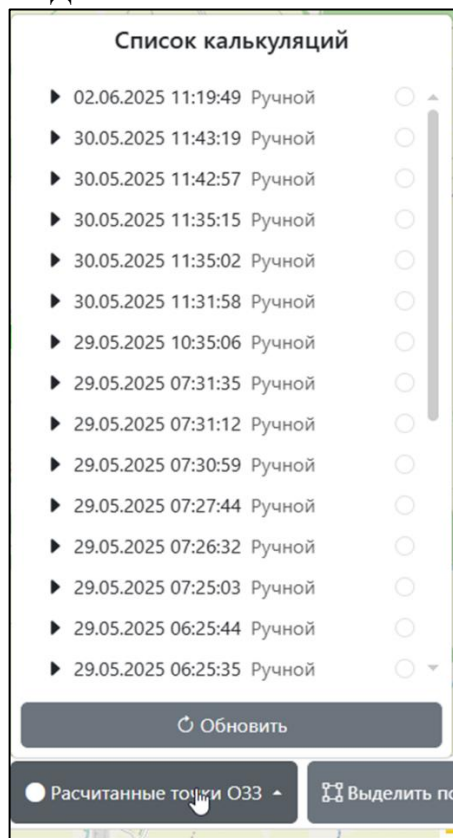 Список калькуляций
02.06.2025 11:19:49 Ручной
30.05.2025 11:43:19 Ручной
30.05.2025 11:42:57 Ручной
30.05.2025 11:35:15 Ручной
30.05.2025 11:35:02 Ручной
30.05.2025 11:31:58 Ручной
29.05.2025 10:35:06 Ручной
29.05.2025 07:31:35 Ручной
29.05.2025 07:31:12 Ручной
29.05.2025 07:30:59 Ручной
29.05.2025 07:27:44 Ручной
29.05.2025 07:26:32 Ручной
29.05.2025 07:25:03 Ручной
29.05.2025 06:25:44 Ручной
29.05.2025 06:25:35 Ручной
Обновить
Расчитанные точки ОЗЗ Выделить